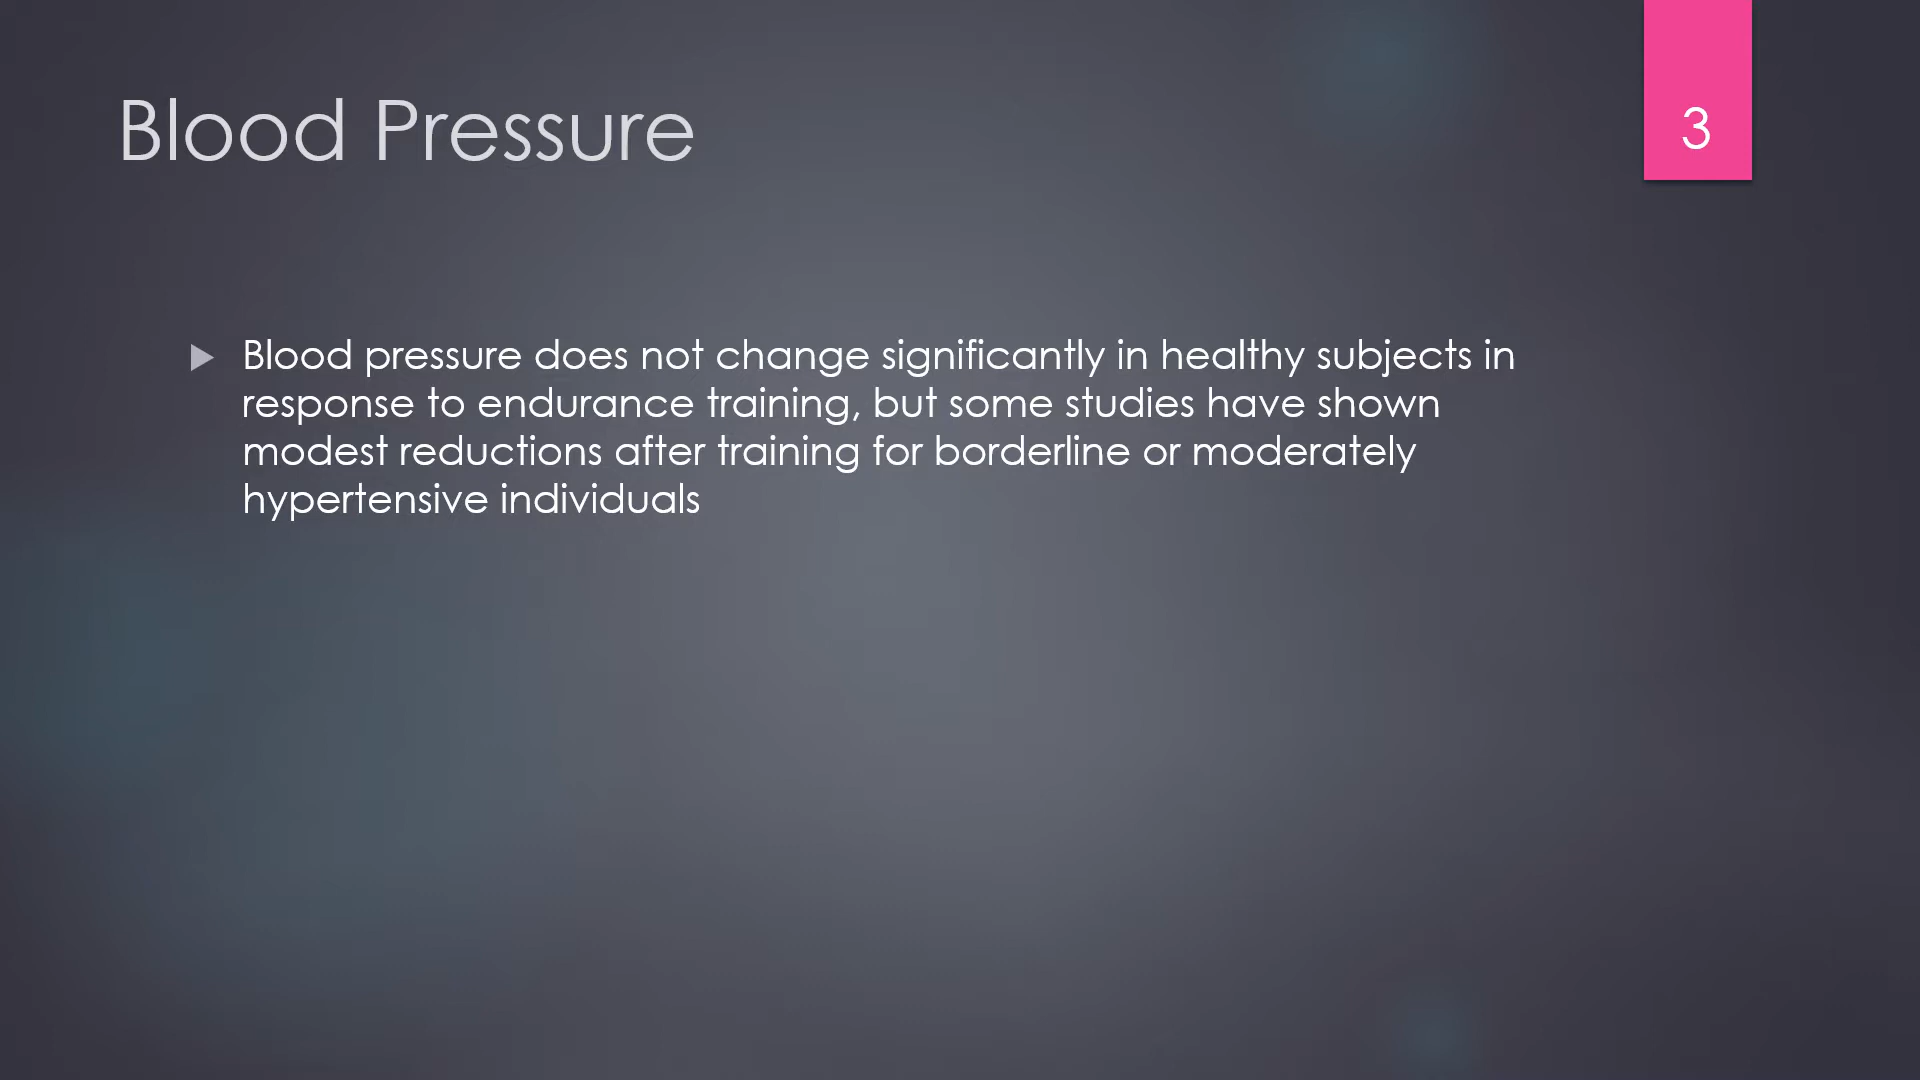 Blood Pressure
3
Blood pressure does not change significantly in healthy subjects in
response to endurance training, but some studies have shown
modest reductions after training for borderline or moderately
hypertensive individuals